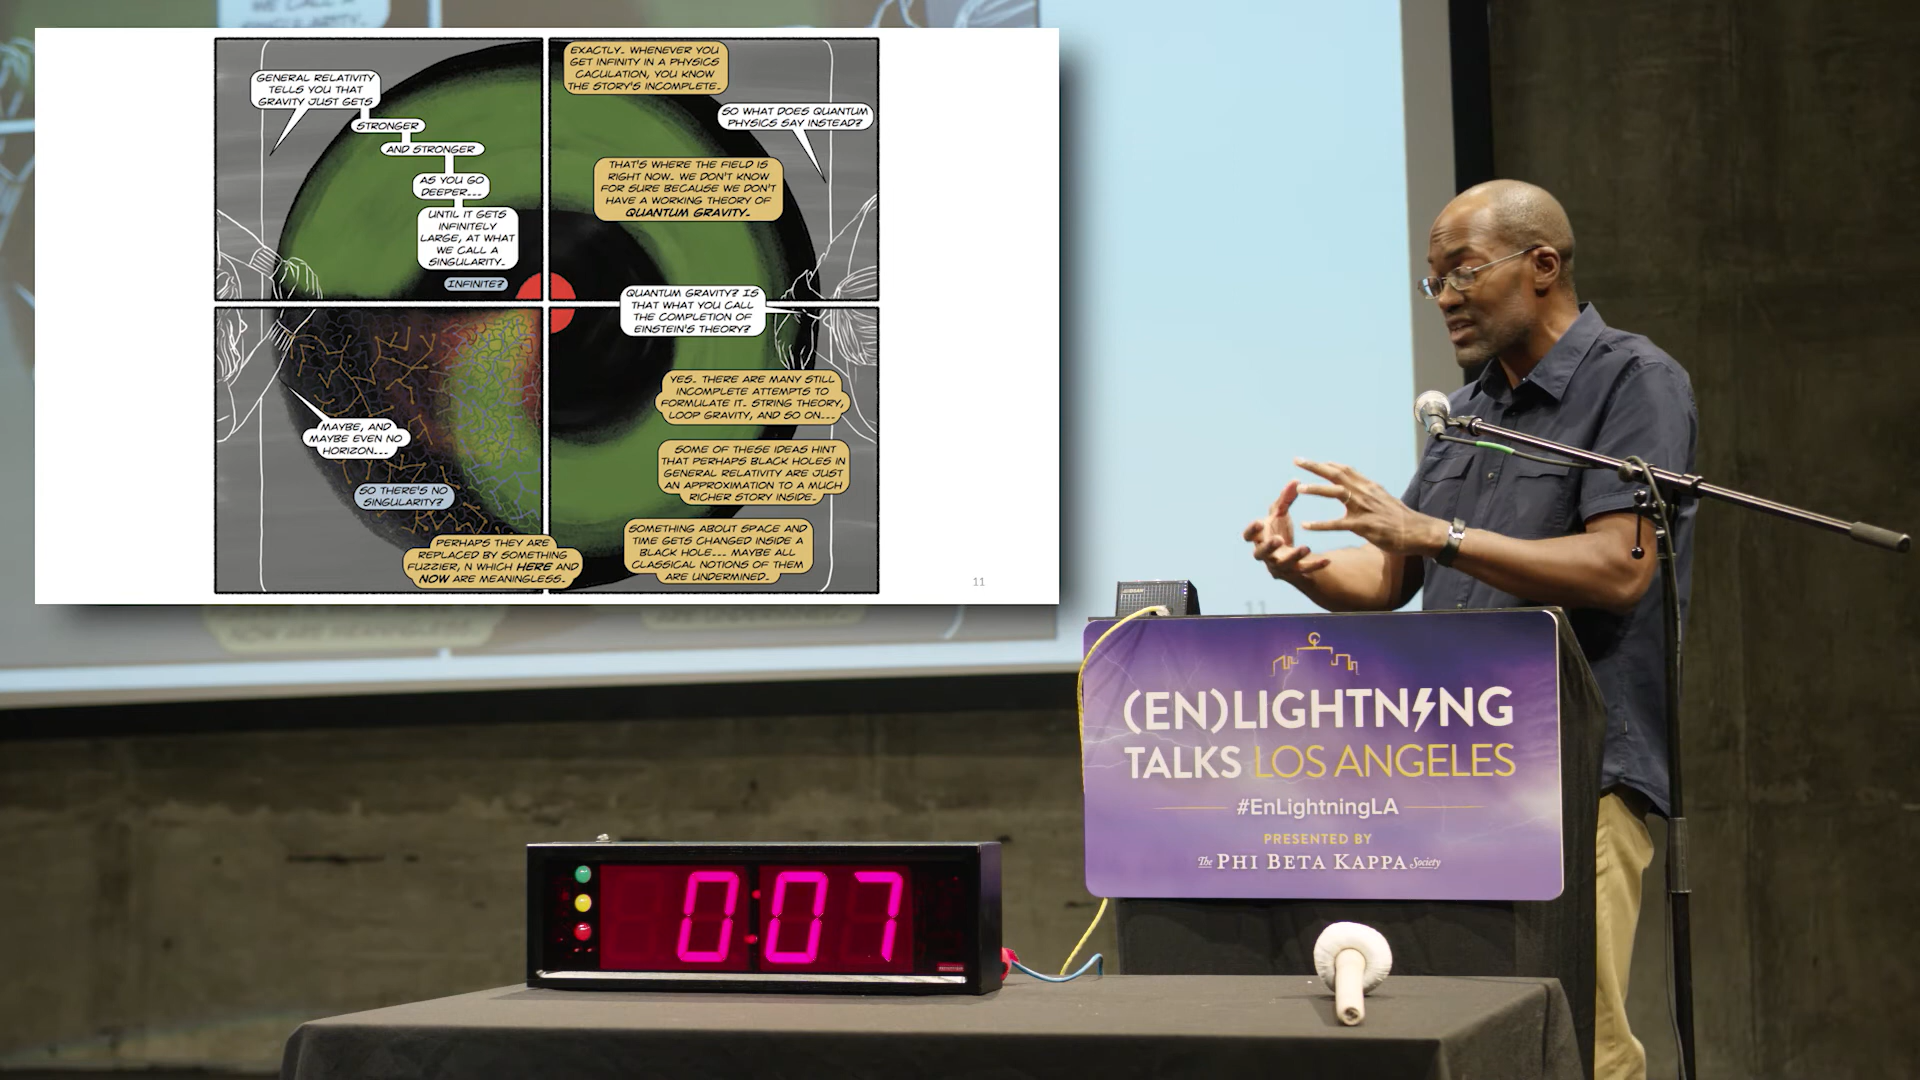 GENERAL RELATIVITY
TELLS YOU THAT
GRAVITY JUST GETS
STRONGER
AND STRONGER
AS YOU GO
DEEPER...
UNTIL IT GETS
INFINITELY
LARGE, AT WHAT
WE CALL A
SINGULARITY.
INFINITE?
EXACTLY. WHENEVER YOU
GET INFINITY IN A PHYSICS
CACULATION, YOU KNOW
THE STORY'S INCOMPLETE.
SO WHAT DOES QUANTUM
PHYSICS SAY INSTEAD?
THAT'S WHERE THE FIELD IS
RIGHT NOW. WE DON'T KNOW
FOR SURE BECAUSE WE DON'T
HAVE A WORKING THEORY OF
QUANTUM GRAVITY.
QUANTUM GRAVITY? IS
THAT WHAT YOU CALL
THE COMPLETION OF
EINSTEIN'S THEORY?
YES. THERE ARE MANY STILL
INCOMPLETE ATTEMPTS TO
FORMULATE IT. STRING THEORY,
LOOP GRAVITY, AND SO ON...
SOME OF THESE IDEAS HINT
THAT PERHAPS BLACK HOLES IN
GENERAL RELATIVITY ARE JUST
AN APPROXIMATION TO A MUCH
RICHER STORY INSIDE.
SOMETHING ABOUT SPACE AND
TIME GETS CHANGED INSIDE A
BLACK HOLE... MAYBE ALL
CLASSICAL NOTIONS OF THEM
ARE UNDERMINED.
MAYBE, AND
MAYBE EVEN NO
HORIZON...
SO THERE'S NO
SINGULARITY?
PERHAPS THEY ARE
REPLACED BY SOMETHING
FUZZIER, N WHICH HERE AND
NOW ARE MEANINGLESS.
11
(EN)LIGHTNING
TALKS LOS ANGELES
#EnLightningLA
PRESENTED BY
The PHI BETA KAPPA Society
0:07